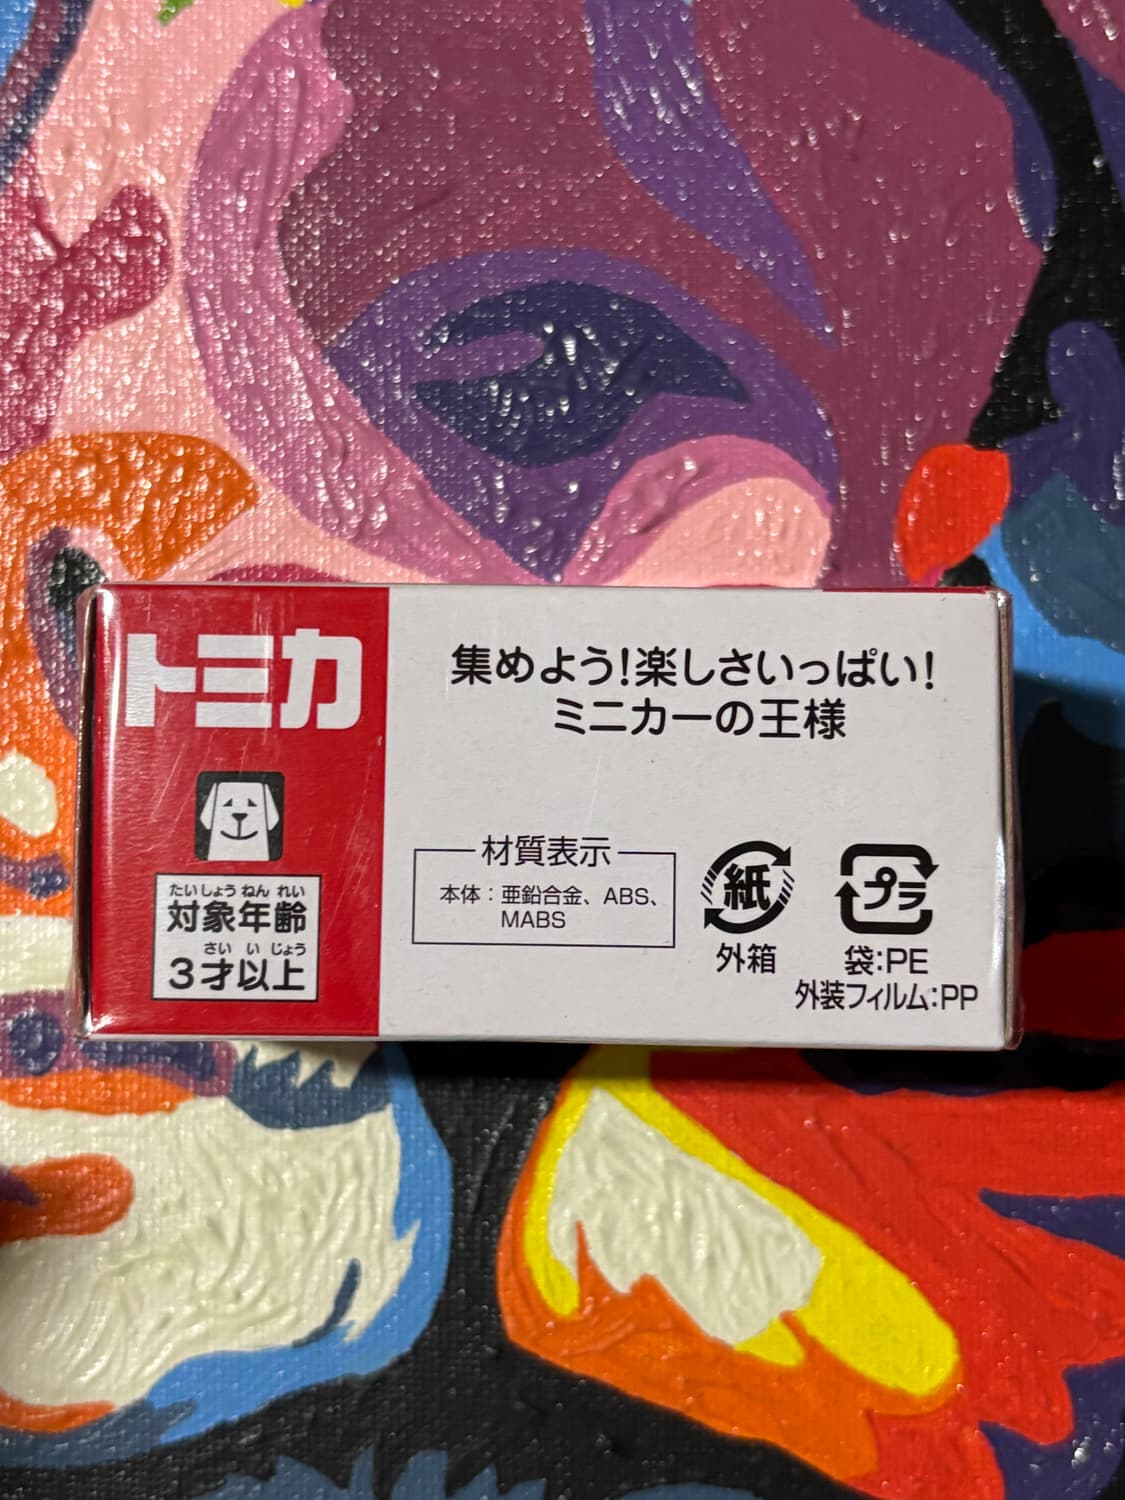 トミカ
たいしょう ねん れい
対象年齢
さい い じょう
3才以上
集めよう!楽しさいっぱい!
ミニカーの王様
材質表示
本体:亜鉛合金、ABS、
MABS
紙
外箱
プラ
袋:PE
外装フィルム:PP